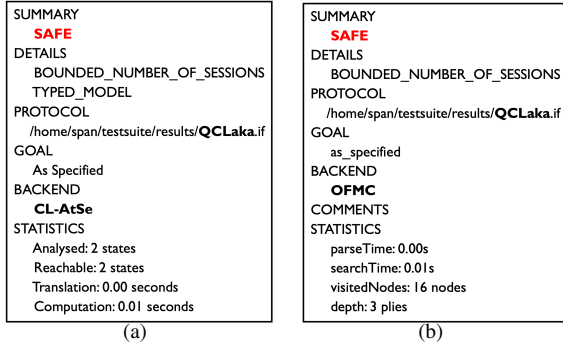 SUMMARY
SAFE
DETAILS
BOUNDED_NUMBER_OF_SESSIONS
TYPED_MODEL
PROTOCOL
/home/span/testsuite/results/QCLaka.if
GOAL
As Specified
BACKEND
CL-AtSe
STATISTICS
Analysed: 2 states
Reachable: 2 states
Translation: 0.00 seconds
Computation: 0.01 seconds
(a)
SUMMARY
SAFE
DETAILS
BOUNDED_NUMBER_OF_SESSIONS
PROTOCOL
/home/span/testsuite/results/QCLaka.if
GOAL
as_specified
BACKEND
OFMC
COMMENTS
STATISTICS
parseTime: 0.00s
searchTime: 0.01s
visitedNodes: 16 nodes
depth: 3 plies
(b)